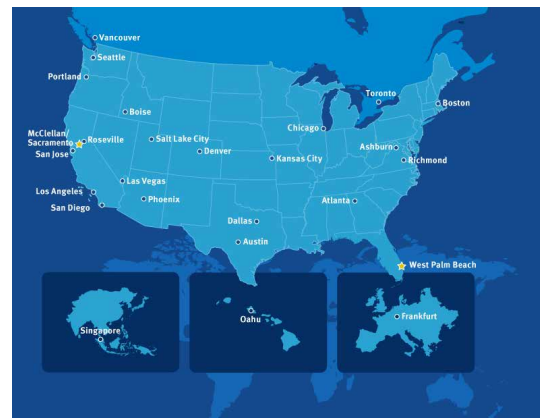 Vancouver
Seattle
Portland
Toronto
Boise
Boston
Chicago
McClellan/
Sacramento
Roseville
Salt Lake City
Ashburn
San Jose
Denver
Kansas City
Richmond
Las Vegas
Los Angeles
Phoenix
San Diego
Atlanta
Dallas
Austin
West Palm Beach
Singapore
Oahu
Frankfurt